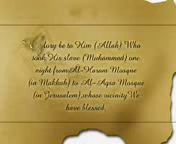 Glory be to Him (Allah) Who
took His slave (Muhammad) one
night from Al-Haram Mosque
(in Makkah) to Al-Aqsa Mosque
(in Jerusalem), whose vicinity We
have blessed.